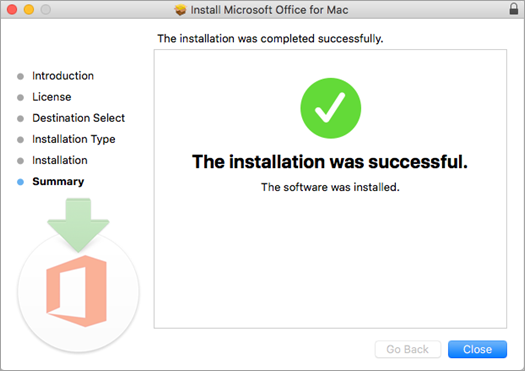 Install Microsoft Office for Mac
The installation was completed successfully.
Introduction
License
Destination Select
Installation Type
Installation
Summary
The installation was successful.
The software was installed.
Go Back
Close